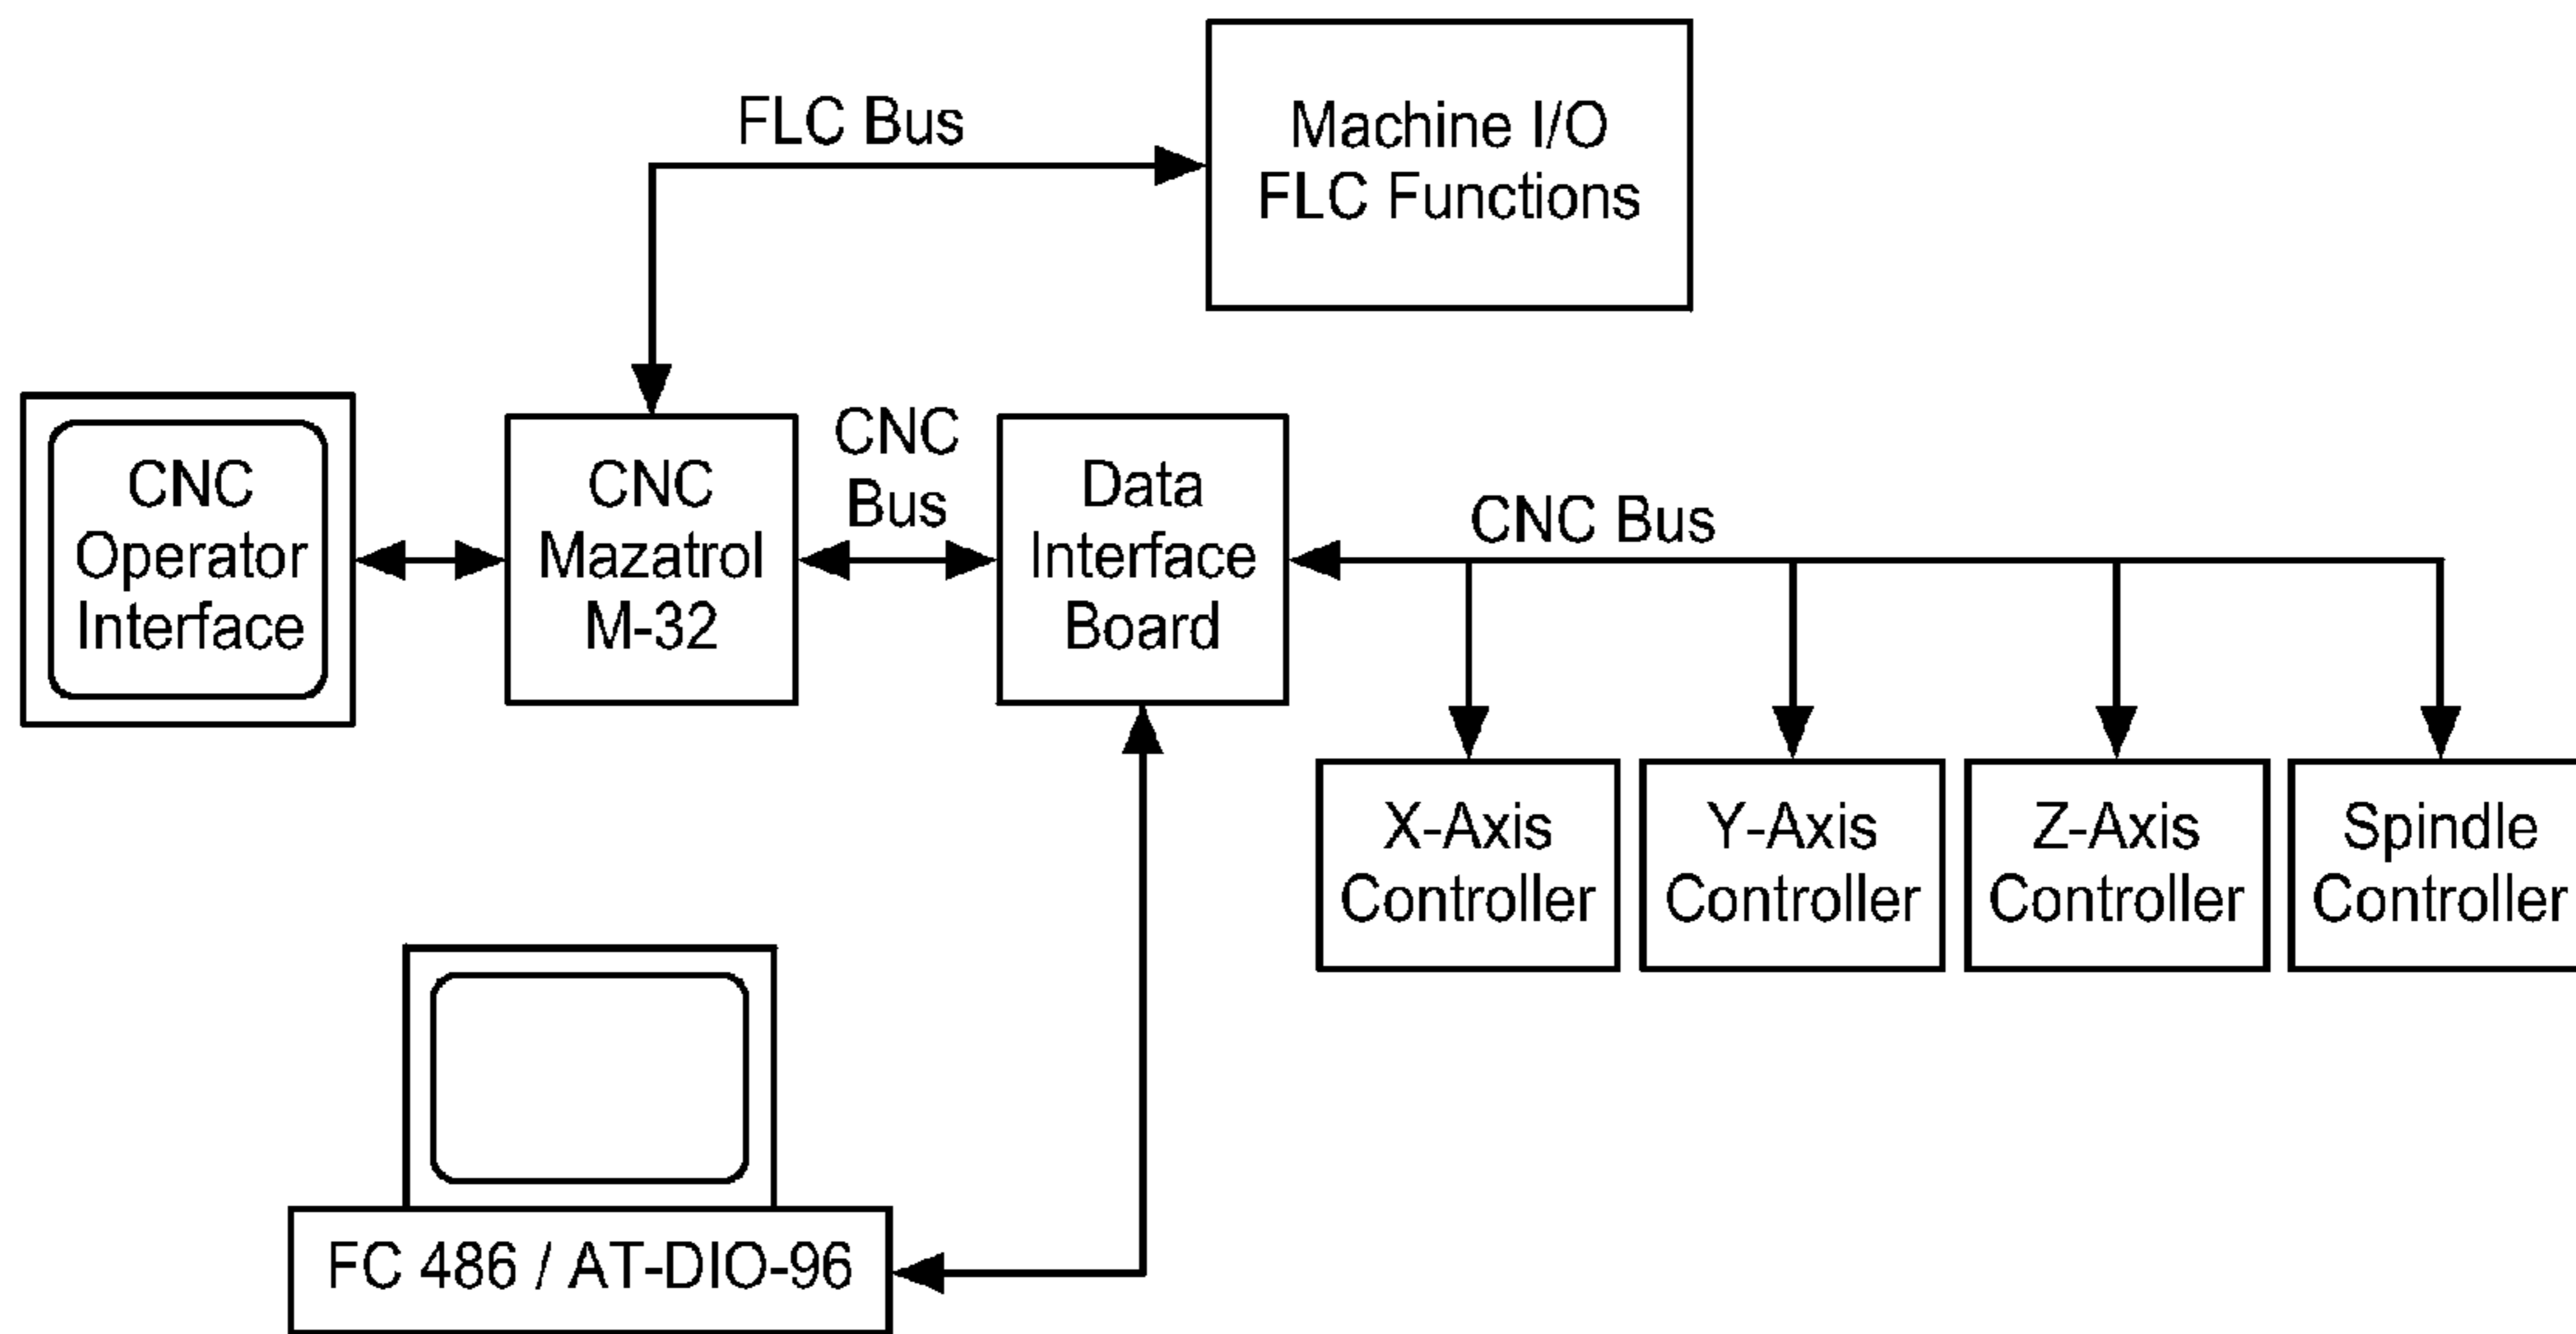 FLC Bus
Machine I/O
FLC Functions
CNC
Operator
Interface
CNC
Mazatrol
M-32
CNC
Bus
Data
Interface
Board
CNC Bus
X-Axis
Controller
Y-Axis
Controller
Z-Axis
Controller
Spindle
Controller
FC 486 / AT-DIO-96